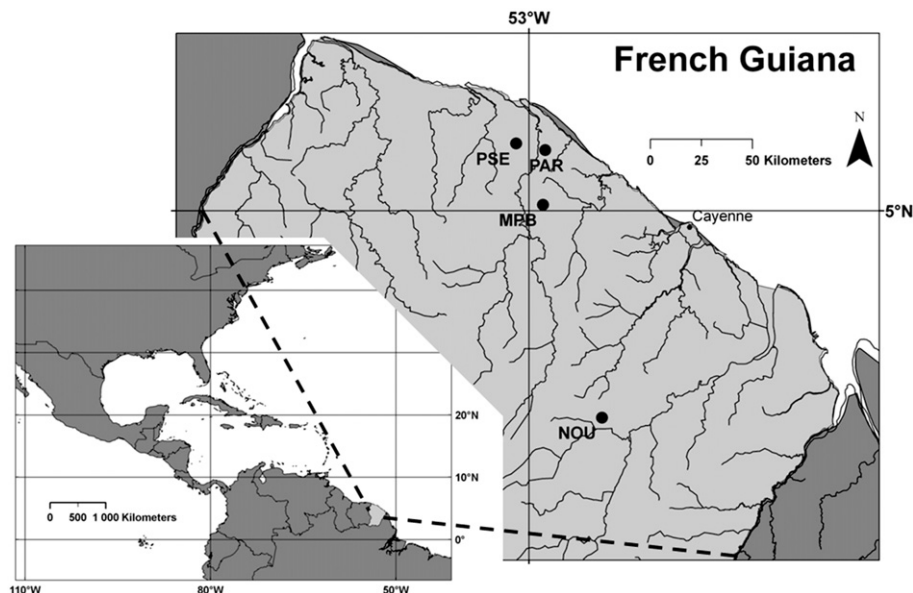 53°W
French Guiana
N
0 25 50 Kilometers
PSE
PAR
MPB
Cayenne
5°N
NOU
20°N
10°N
0 500 1 000 Kilometers
0°
110°W 80°W 50°W